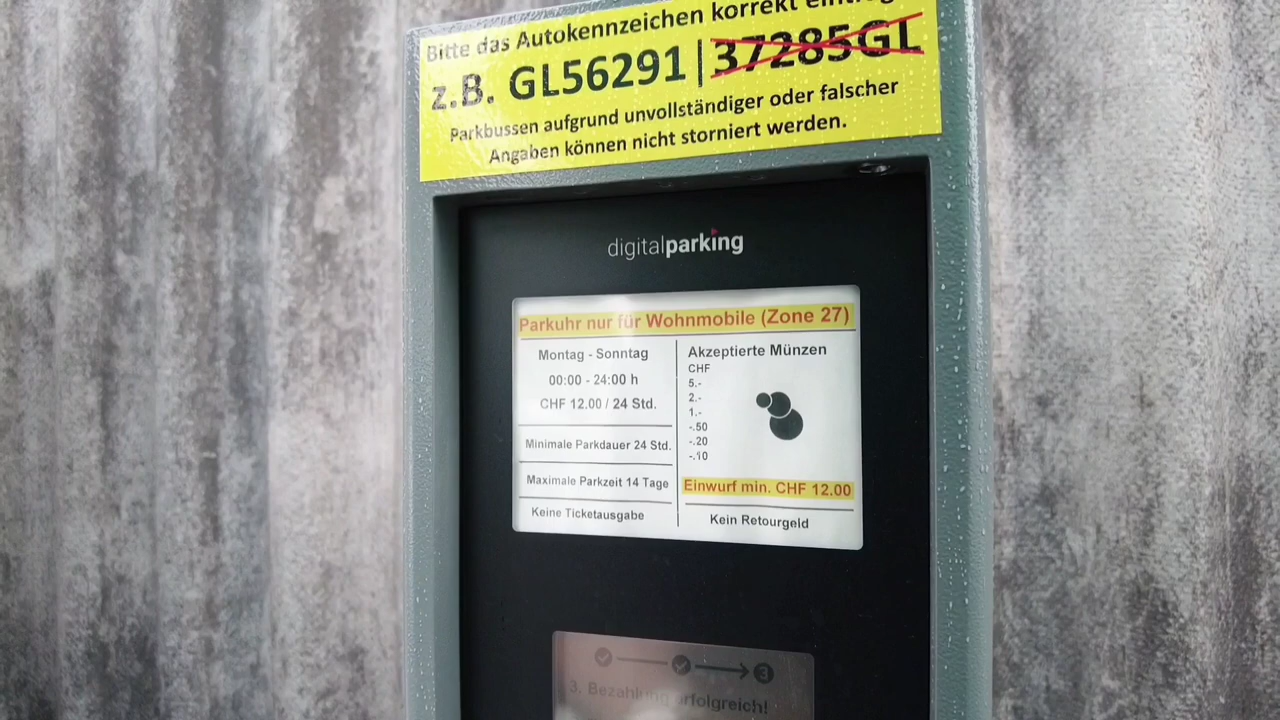 Bitte das Autokennzeichen korrekt
z.B. GL56291|37285GL
Parkbussen aufgrund unvollständiger oder falscher
Angaben können nicht storniert werden.
digitalparking
Parkuhr nur für Wohnmobile (Zone 27)
Montag - Sonntag
00:00 - 24:00 h
CHF 12.00 / 24 Std.
Minimale Parkdauer 24 Std.
Maximale Parkzeit 14 Tage
Keine Ticketausgabe
Akzeptierte Münzen
CHF
5.-
2.-
1.-
-.50
-.20
-.10
Einwurf min. CHF 12.00
Kein Retourgeld
3
3. Bezahlung erfolgreich!